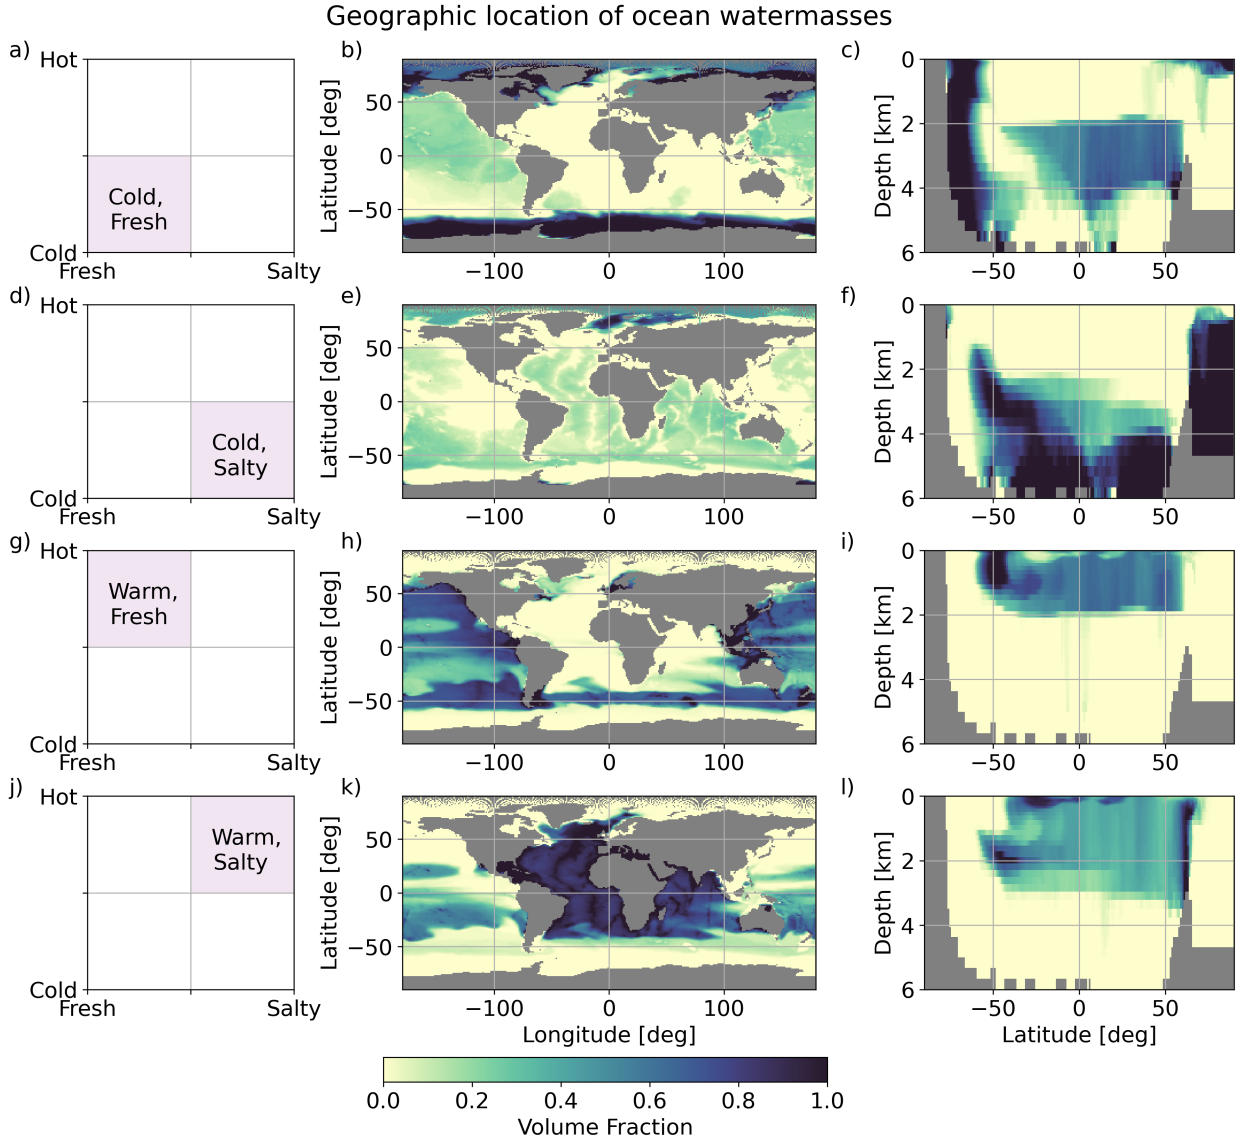 Geographic location of ocean watermasses
a)
Hot
Cold,
Fresh
Cold
Fresh
Salty
b)
Latitude [deg]
50
0
−50
−100
0
100
c)
Depth [km]
0
2
4
6
−50
0
50
d)
Hot
Cold,
Salty
Cold
Fresh
Salty
e)
Latitude [deg]
50
0
−50
−100
0
100
f)
Depth [km]
0
2
4
6
−50
0
50
g)
Hot
Warm,
Fresh
Cold
Fresh
Salty
h)
Latitude [deg]
50
0
−50
−100
0
100
i)
Depth [km]
0
2
4
6
−50
0
50
j)
Hot
Warm,
Salty
Cold
Fresh
Salty
k)
Latitude [deg]
50
0
−50
−100
0
100
Longitude [deg]
l)
Depth [km]
0
2
4
6
−50
0
50
Latitude [deg]
0.0
0.2
0.4
0.6
0.8
1.0
Volume Fraction